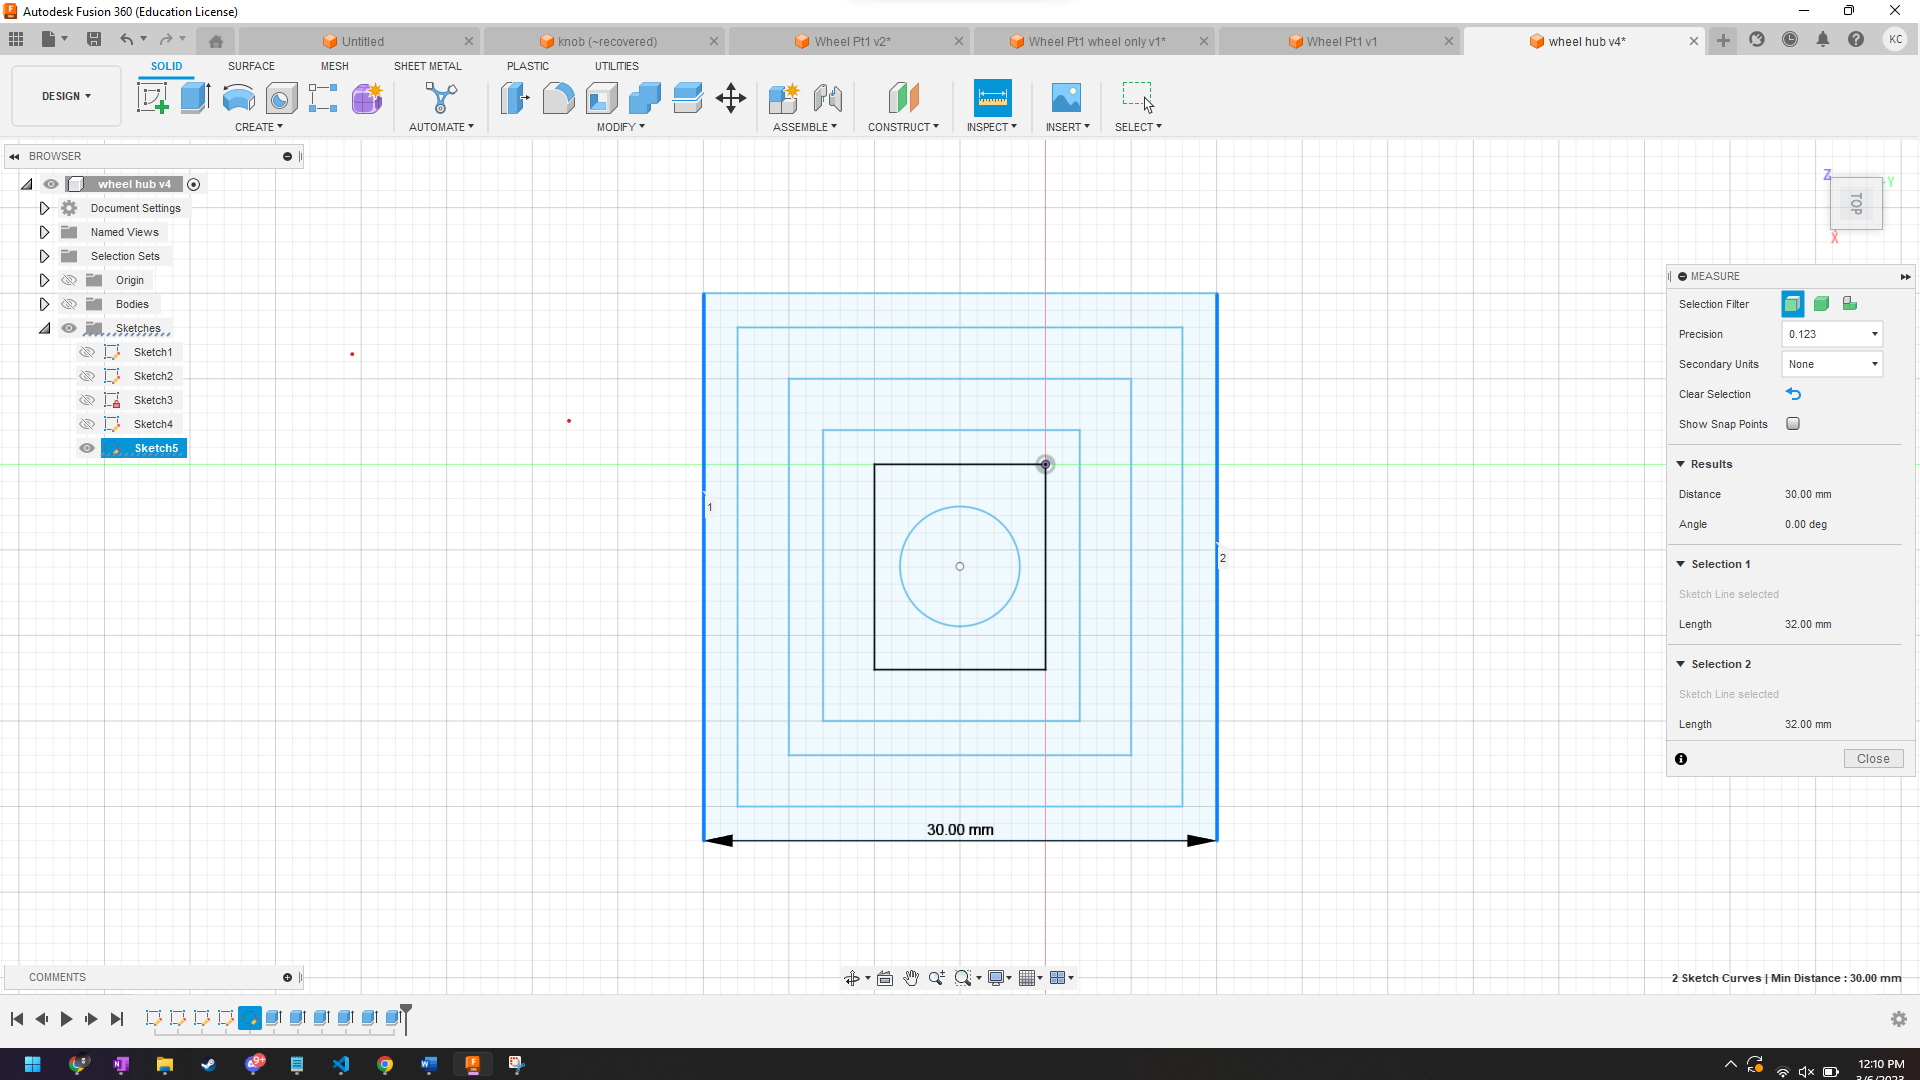 Autodesk Fusion 360 (Education License)
Untitled
knob (~recovered)
Wheel Pt1 v2*
Wheel Pt1 wheel only v1*
Wheel Pt1 v1
wheel hub v4*
KC
SOLID
SURFACE
MESH
SHEET METAL
PLASTIC
UTILITIES
DESIGN
CREATE
AUTOMATE
MODIFY
ASSEMBLE
CONSTRUCT
INSPECT
INSERT
SELECT
BROWSER
wheel hub v4
Document Settings
Named Views
Selection Sets
Origin
Bodies
Sketches
Sketch1
Sketch2
Sketch3
Sketch4
Sketch5
Z
Y
TOP
X
1
2
30.00 mm
MEASURE
Selection Filter
Precision 0.123
Secondary Units None
Clear Selection
Show Snap Points
Results
Distance 30.00 mm
Angle 0.00 deg
Selection 1
Sketch Line selected
Length 32.00 mm
Selection 2
Sketch Line selected
Length 32.00 mm
Close
COMMENTS
2 Sketch Curves | Min Distance : 30.00 mm
9+
12:10 PM
3/6/2023